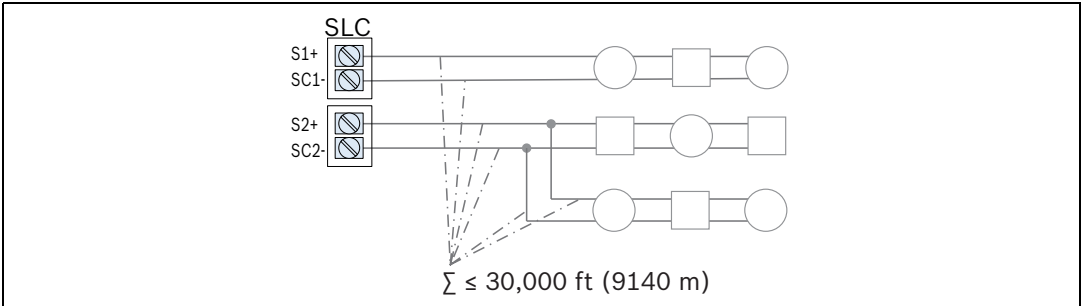 SLC
S1+
SC1-
S2+
SC2-
∑ ≤ 30,000 ft (9140 m)